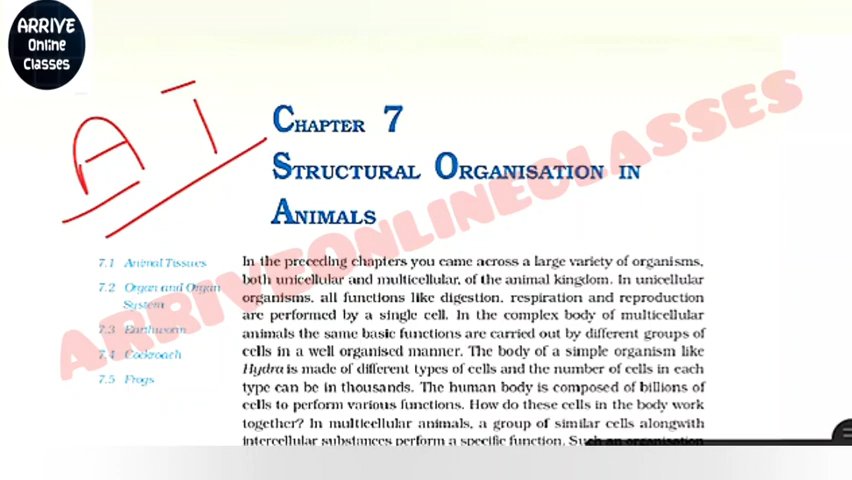 ARRIVE
Online
Classes
A T
CHAPTER 7
STRUCTURAL ORGANISATION IN
ANIMALS
ARRIVEONLINECLASSES
7.1 Animal Tissues
7.2 Organ and Organ
System
7.3 Earthworm
7.4 Cockroach
7.5 Frogs
In the preceding chapters you came across a large variety of organisms,
both unicellular and multicellular, of the animal kingdom. In unicellular
organisms, all functions like digestion, respiration and reproduction
are performed by a single cell. In the complex body of multicellular
animals the same basic functions are carried out by different groups of
cells in a well organised manner. The body of a simple organism like
Hydra is made of different types of cells and the number of cells in each
type can be in thousands. The human body is composed of billions of
cells to perform various functions. How do these cells in the body work
together? In multicellular animals, a group of similar cells alongwith
intercellular substances perform a specific function. Such an organisation